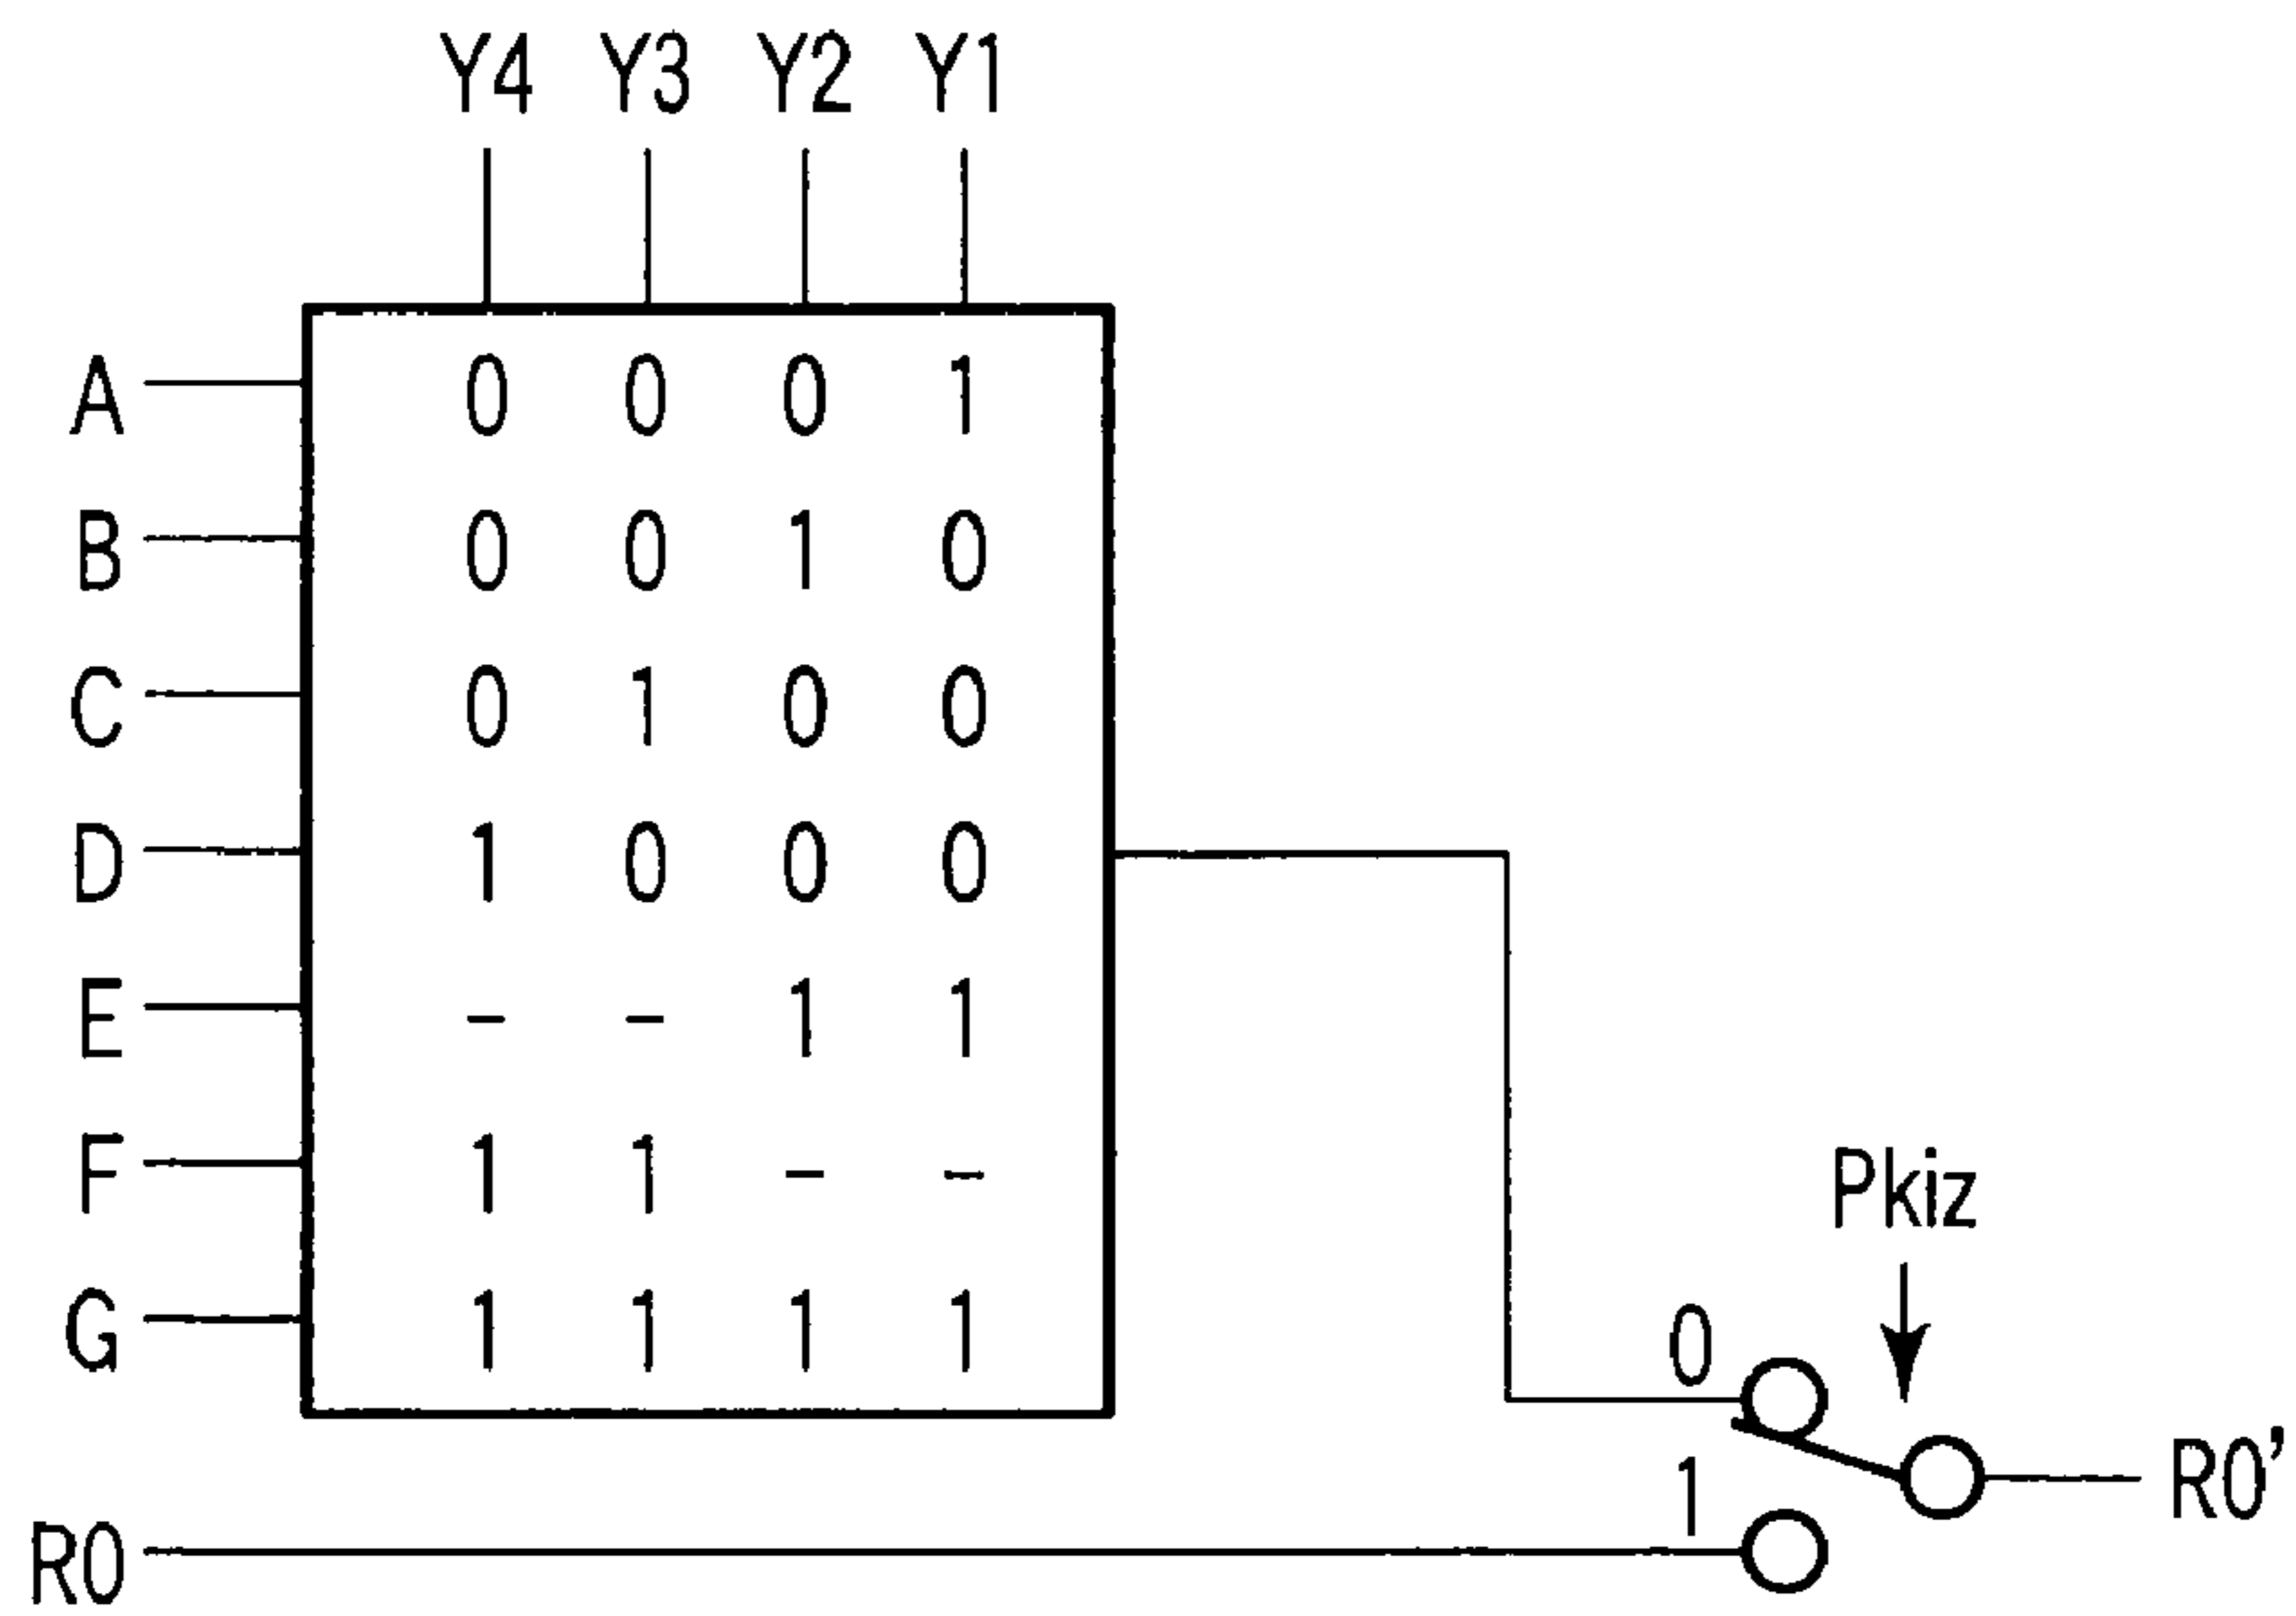 Y4 Y3 Y2 Y1
A 0 0 0 1
B 0 0 1 0
C 0 1 0 0
D 1 0 0 0
E - - 1 1
F 1 1 - -
Pkiz
G 1 1 1 1
0
1
R0'
R0